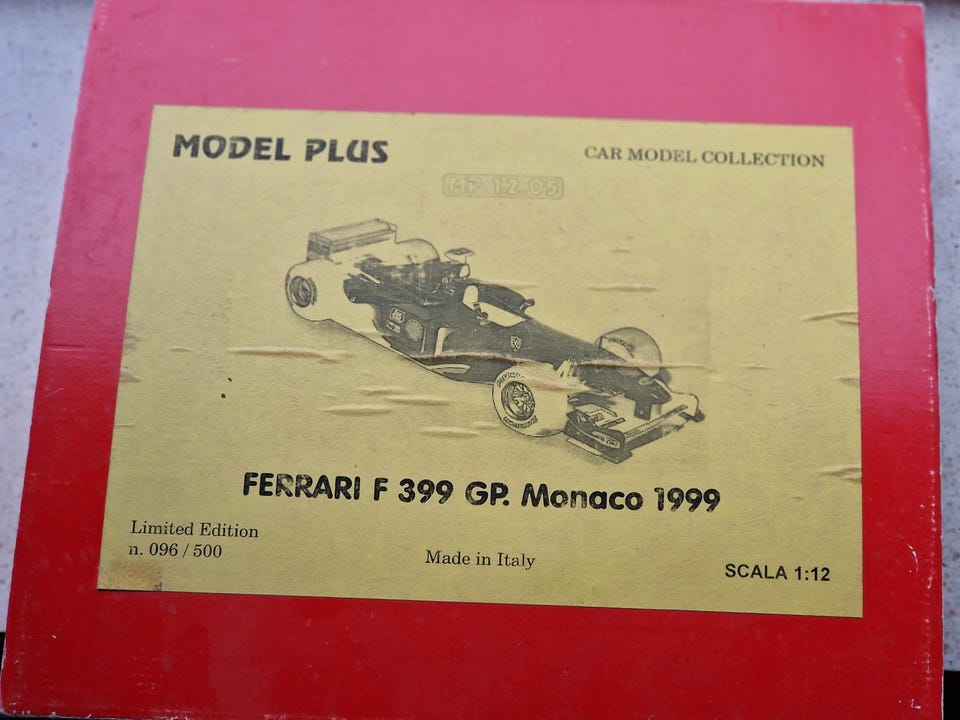 MODEL PLUS
CAR MODEL COLLECTION
MP 12.05
FERRARI F 399 GP. Monaco 1999
Limited Edition
n. 096 / 500
Made in Italy
SCALA 1:12